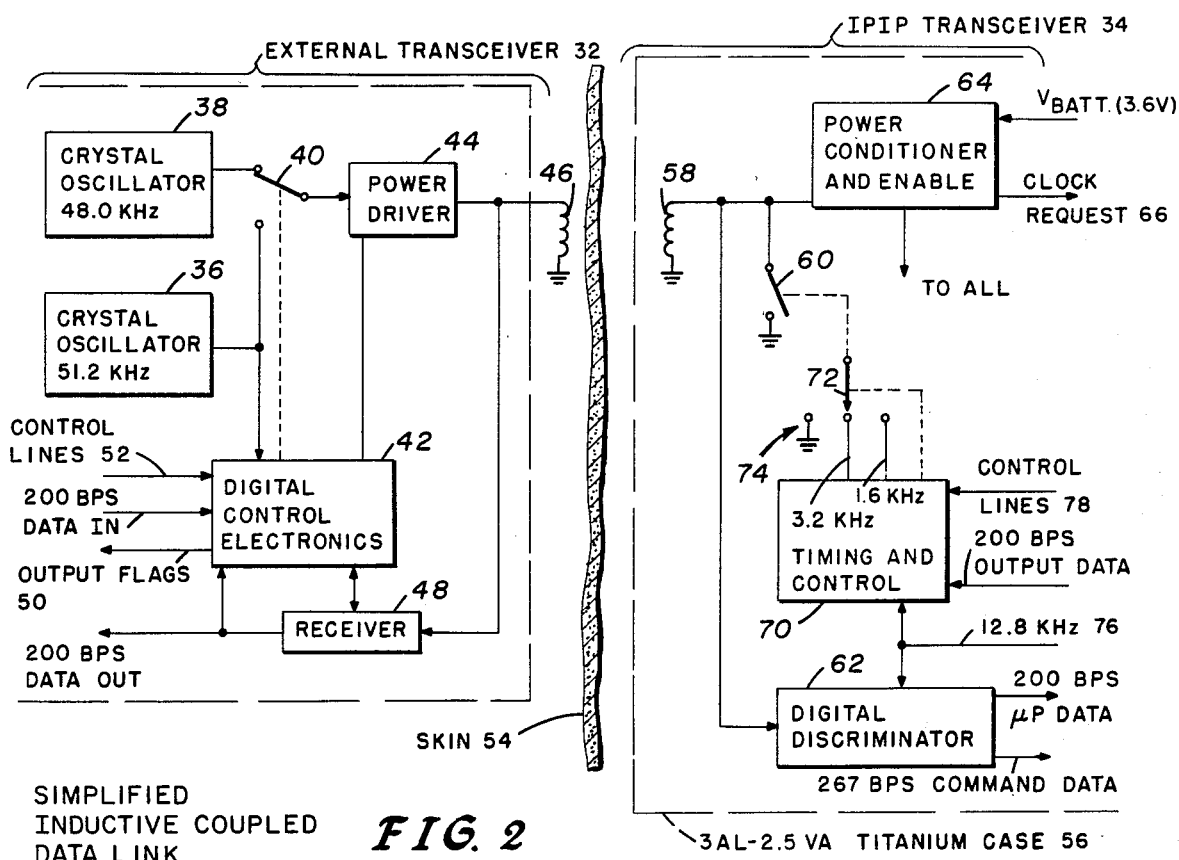 EXTERNAL TRANSCEIVER 32
IPIP TRANSCEIVER 34
38
CRYSTAL
OSCILLATOR
48.0 KHz
40
44
POWER
DRIVER
46
58
64
POWER
CONDITIONER
AND ENABLE
VBATT. (3.6V)
CLOCK
REQUEST 66
TO ALL
60
36
CRYSTAL
OSCILLATOR
51.2 KHz
72
74
CONTROL
LINES 52
200 BPS
DATA IN
OUTPUT FLAGS
50
42
DIGITAL
CONTROL
ELECTRONICS
48
RECEIVER
200 BPS
DATA OUT
SKIN 54
1.6 KHz
3.2 KHz
TIMING AND
CONTROL
70
CONTROL
LINES 78
200 BPS
OUTPUT DATA
12.8 KHz 76
62
DIGITAL
DISCRIMINATOR
200 BPS
μP DATA
267 BPS COMMAND DATA
3AL-2.5 VA TITANIUM CASE 56
SIMPLIFIED
INDUCTIVE COUPLED
DATA LINK
FIG. 2